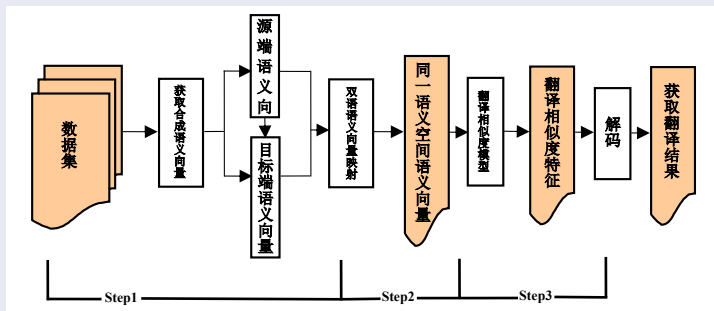 数据集
获取合成语义向量
源端语义向
目标端语义向量
双语语义向量映射
同一语义空间语义向量
翻译相似度模型
翻译相似度特征
解码
获取翻译结果
Step1
Step2
Step3